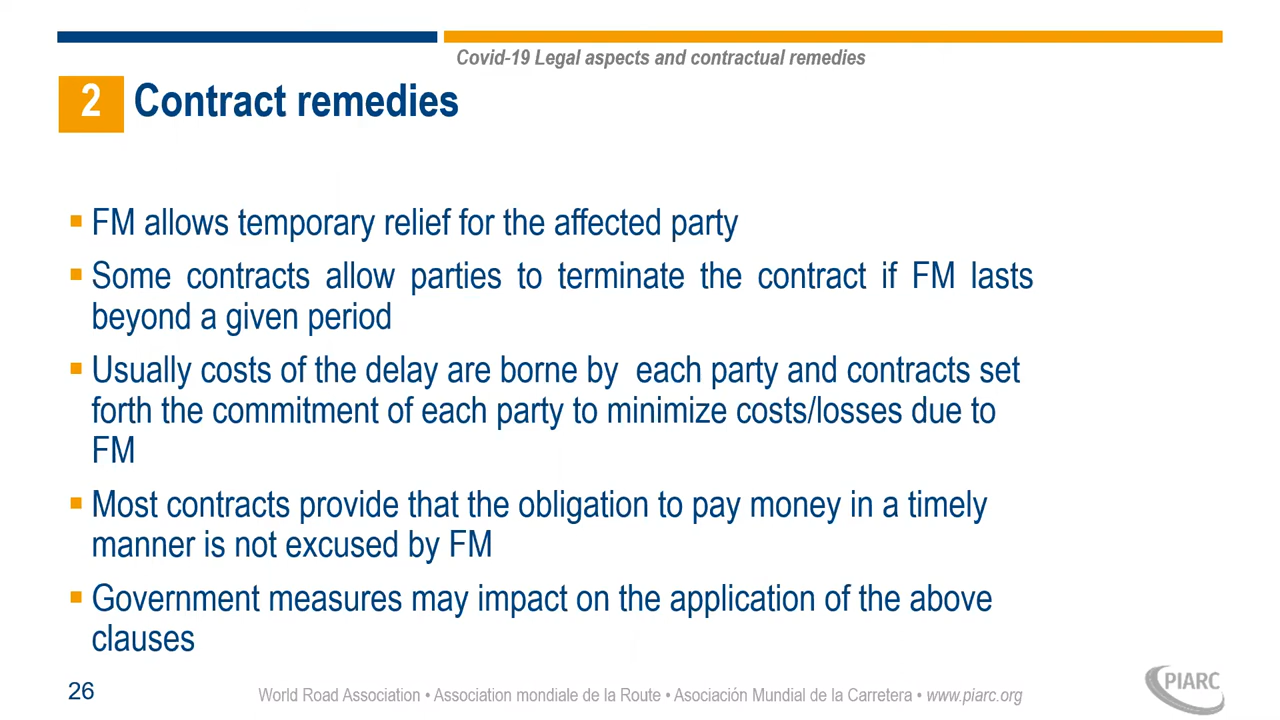 Covid-19 Legal aspects and contractual remedies
2 Contract remedies
FM allows temporary relief for the affected party
Some contracts allow parties to terminate the contract if FM lasts
beyond a given period
Usually costs of the delay are borne by each party and contracts set
forth the commitment of each party to minimize costs/losses due to
FM
Most contracts provide that the obligation to pay money in a timely
manner is not excused by FM
Government measures may impact on the application of the above
clauses
26
World Road Association • Association mondiale de la Route • Asociación Mundial de la Carretera • www.piarc.org
PIARC